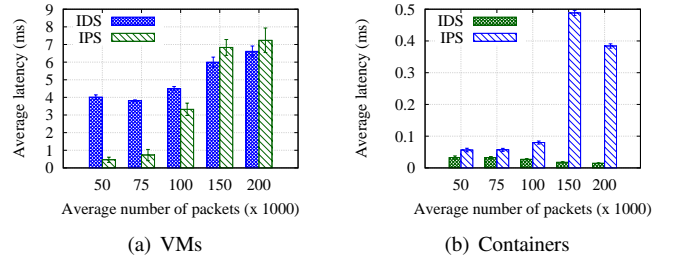 Average latency (ms)
9
8
7
6
5
4
3
2
1
0
IDS
IPS
50 75 100 150 200
Average number of packets (x 1000)
(a) VMs
Average latency (ms)
0.5
0.4
0.3
0.2
0.1
0
IDS
IPS
50 75 100 150 200
Average number of packets (x 1000)
(b) Containers